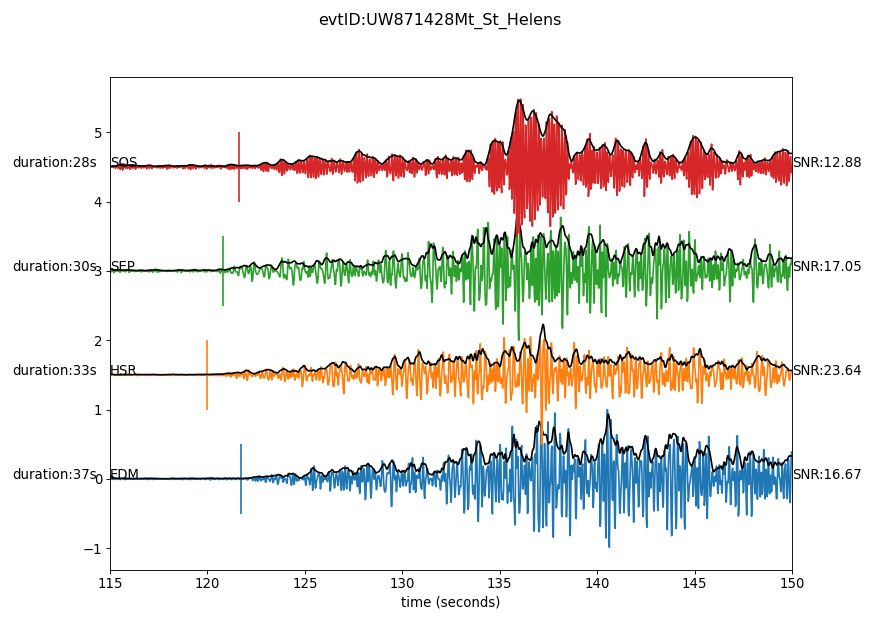 evtID:UW871428Mt_St_Helens
5
duration:28s SOS SNR:12.88
4
duration:30s 3 SEP SNR:17.05
2
duration:33s HSR SNR:23.64
1
duration:37s 0 EDM SNR:16.67
−1
115 120 125 130 135 140 145 150
time (seconds)